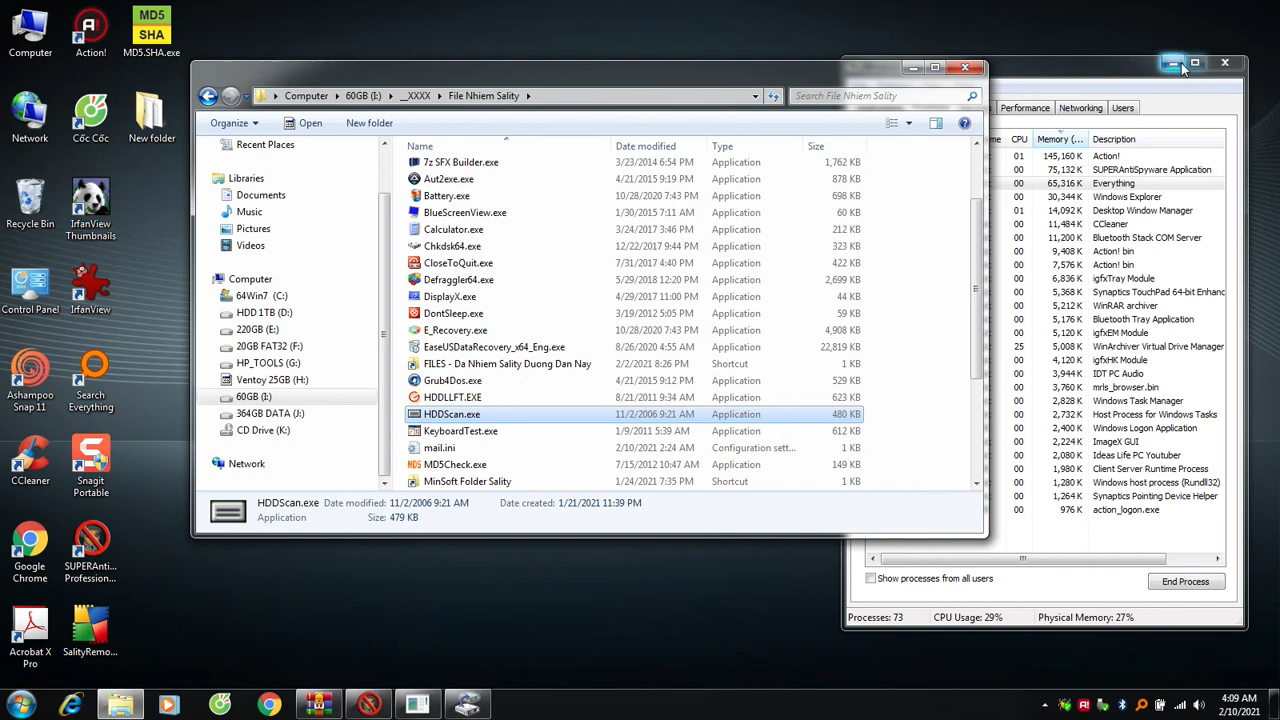 Computer
Action!
MD5
SHA
MD5.SHA.exe
Network
Cốc Cốc
New folder
Recycle Bin
IrfanView
Thumbnails
Control Panel
IrfanView
Ashampoo
Snap 11
Search
Everything
CCleaner
Snagit
Portable
Google
Chrome
SUPERAnti...
Profession...
Acrobat X
Pro
SalityRemo...
Computer
60GB (I:)
__XXXX
File Nhiem Sality
Search File Nhiem Sality
Organize
Open
New folder
Recent Places
Libraries
Documents
Music
Pictures
Videos
Computer
64Win7 (C:)
HDD 1TB (D:)
220GB (E:)
20GB FAT32 (F:)
HP_TOOLS (G:)
Ventoy 25GB (H:)
60GB (I:)
364GB DATA (J:)
CD Drive (K:)
Network
Name Date modified Type Size
7z SFX Builder.exe 3/23/2014 6:54 PM Application 1,762 KB
Aut2exe.exe 4/21/2015 9:19 PM Application 878 KB
Battery.exe 10/28/2020 7:43 PM Application 698 KB
BlueScreenView.exe 1/30/2015 7:11 AM Application 60 KB
Calculator.exe 3/24/2017 3:46 PM Application 212 KB
Chkdsk64.exe 12/22/2017 9:44 PM Application 323 KB
CloseToQuit.exe 7/31/2017 4:40 PM Application 422 KB
Defraggler64.exe 5/29/2018 12:20 PM Application 2,699 KB
DisplayX.exe 4/29/2017 11:00 PM Application 44 KB
DontSleep.exe 3/19/2012 5:05 PM Application 59 KB
E_Recovery.exe 10/28/2020 7:43 PM Application 4,908 KB
EaseUSDataRecovery_x64_Eng.exe 8/26/2020 4:55 AM Application 22,819 KB
FILES - Da Nhiem Sality Duong Dan Nay 2/2/2021 8:26 PM Shortcut 1 KB
Grub4Dos.exe 4/21/2015 9:12 PM Application 529 KB
HDDLLFT.EXE 8/21/2011 9:34 AM Application 623 KB
HDDScan.exe 11/2/2006 9:21 AM Application 480 KB
KeyboardTest.exe 1/9/2011 5:39 AM Application 612 KB
mail.ini 2/10/2021 2:24 AM Configuration sett... 1 KB
MD5Check.exe 7/15/2012 10:47 AM Application 149 KB
MinSoft Folder Sality 1/24/2021 7:35 PM Shortcut 1 KB
HDDScan.exe Date modified: 11/2/2006 9:21 AM Date created: 1/21/2021 11:39 PM
Application Size: 479 KB
Performance Networking Users
me CPU Memory (... Description
01 145,160 K Action!
00 75,132 K SUPERAntiSpyware Application
00 65,316 K Everything
00 30,344 K Windows Explorer
01 14,092 K Desktop Window Manager
00 11,484 K CCleaner
00 11,200 K Bluetooth Stack COM Server
00 9,408 K Action! bin
00 7,576 K Action! bin
00 6,836 K igfxTray Module
00 5,368 K Synaptics TouchPad 64-bit Enhanc
00 5,212 K WinRAR archiver
00 5,176 K Bluetooth Tray Application
00 5,120 K igfxEM Module
25 5,008 K WinArchiver Virtual Drive Manager
00 4,120 K igfxHK Module
00 3,944 K IDT PC Audio
00 3,760 K mrls_browser.bin
00 2,960 K Windows Task Manager
00 2,732 K Host Process for Windows Tasks
00 2,420 K Windows Logon Application
00 2,224 K ImageX GUI
00 2,080 K Ideas Life PC Youtuber
00 1,980 K Client Server Runtime Process
00 1,280 K Windows host process (Rundll32)
00 1,264 K Synaptics Pointing Device Helper
00 976 K action_logon.exe
Show processes from all users
End Process
Processes: 73 CPU Usage: 29% Physical Memory: 27%
4:09 AM
2/10/2021